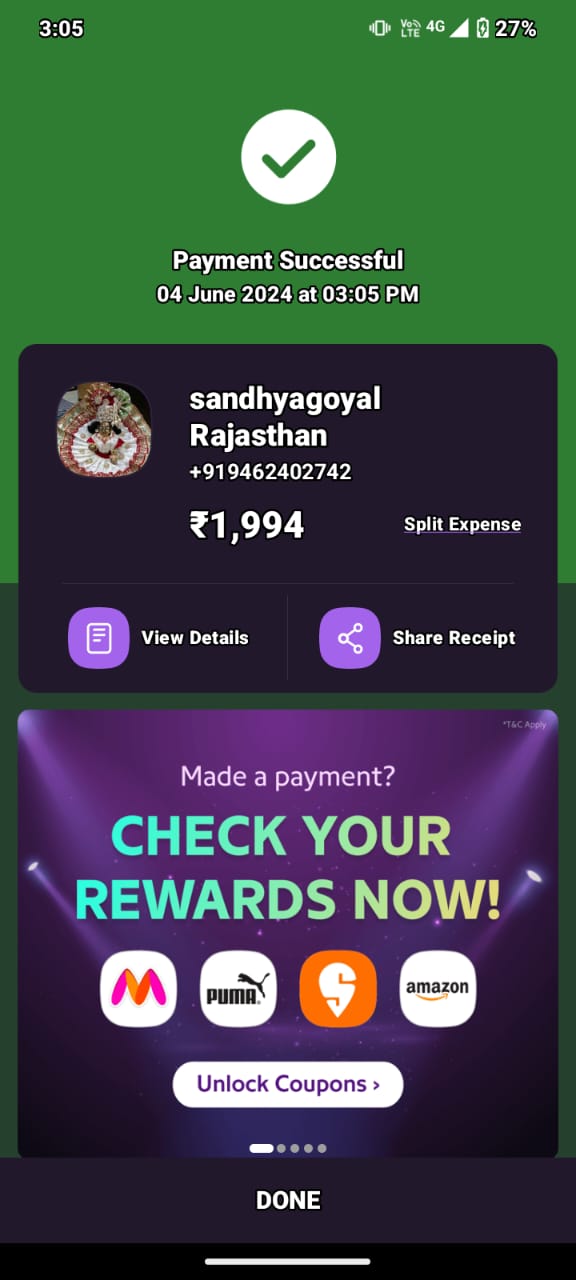 3:05
Vo) LTE 4G 27%
Payment Successful
04 June 2024 at 03:05 PM
sandhyagoyal
Rajasthan
+919462402742
₹1,994
Split Expense
View Details
Share Receipt
*T&C Apply
Made a payment?
CHECK YOUR
REWARDS NOW!
PUMA
amazon
Unlock Coupons ›
DONE